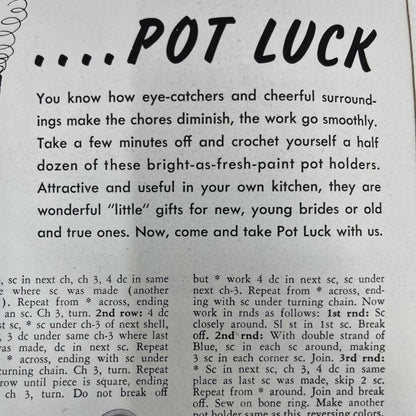 ....POT LUCK
You know how eye-catchers and cheerful surround-
ings make the chores diminish, the work go smoothly.
Take a few minutes off and crochet yourself a half
dozen of these bright-as-fresh-paint pot holders.
Attractive and useful in your own kitchen, they are
wonderful "little" gifts for new, young brides or old
and true ones. Now, come and take Pot Luck with us.
, sc in next ch, ch 3, 4 dc in same
e where sc was made (another
). Repeat from * across, ending
an sc. Ch 3, turn. 2nd row: 4 dc
st sc, * sc under ch-3 of next shell,
, 3 dc under same ch-3 where last
was made, dc in next sc. Repeat
* across, ending with sc under
turning chain. Ch 3, turn. Repeat
row until piece is square, ending
ch 3, turn. Do not break off
but * work 4 dc in next sc, sc under
next ch-3. Repeat from * across, end-
ing with sc under turning chain. Now
work in rnds as follows: 1st rnd: Sc
closely around. Sl st in 1st sc. Break
off. 2nd rnd: With double strand of
Blue, sc in each sc around, making
3 sc in each corner sc. Join. 3rd rnd:
* Sc in next sc, ch 3, 4 dc in same
place as last sc was made, skip 2 sc.
Repeat from * around. Join and break
off. Sew on bone ring. Make another
pot holder same as this, reversing colors.